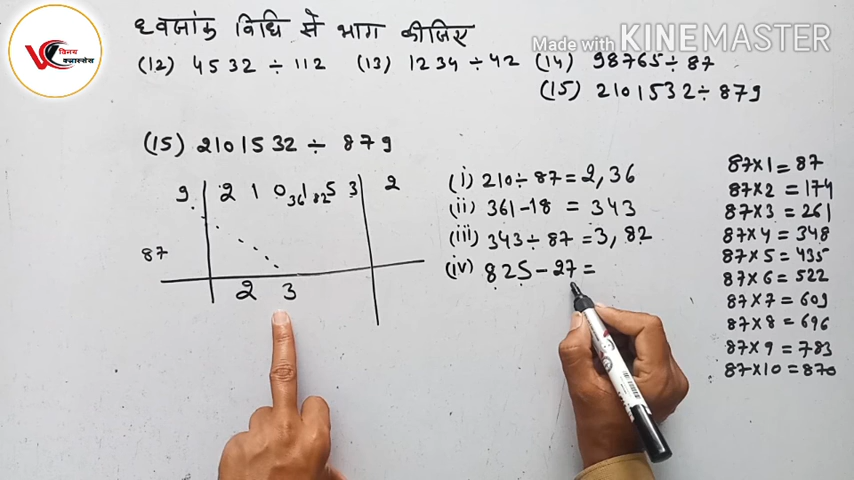 ध्वजांक विधि से भाग कीजिए
Made with KINEMASTER
VC विनय क्लासेस
(12) 4532 ÷ 112 (13) 1234 ÷ 42 (14) 98765 ÷ 87
(15) 2101532 ÷ 879
(15) 2101532 ÷ 879
9 2 1 0 36 1 82 5 3 2
87
2 3
(i) 210 ÷ 87 = 2, 36
(ii) 361 - 18 = 343
(iii) 343 ÷ 87 = 3, 82
(iv) 825 - 27 =
87 × 1 = 87
87 × 2 = 174
87 × 3 = 261
87 × 4 = 348
87 × 5 = 435
87 × 6 = 522
87 × 7 = 609
87 × 8 = 696
87 × 9 = 783
87 × 10 = 870